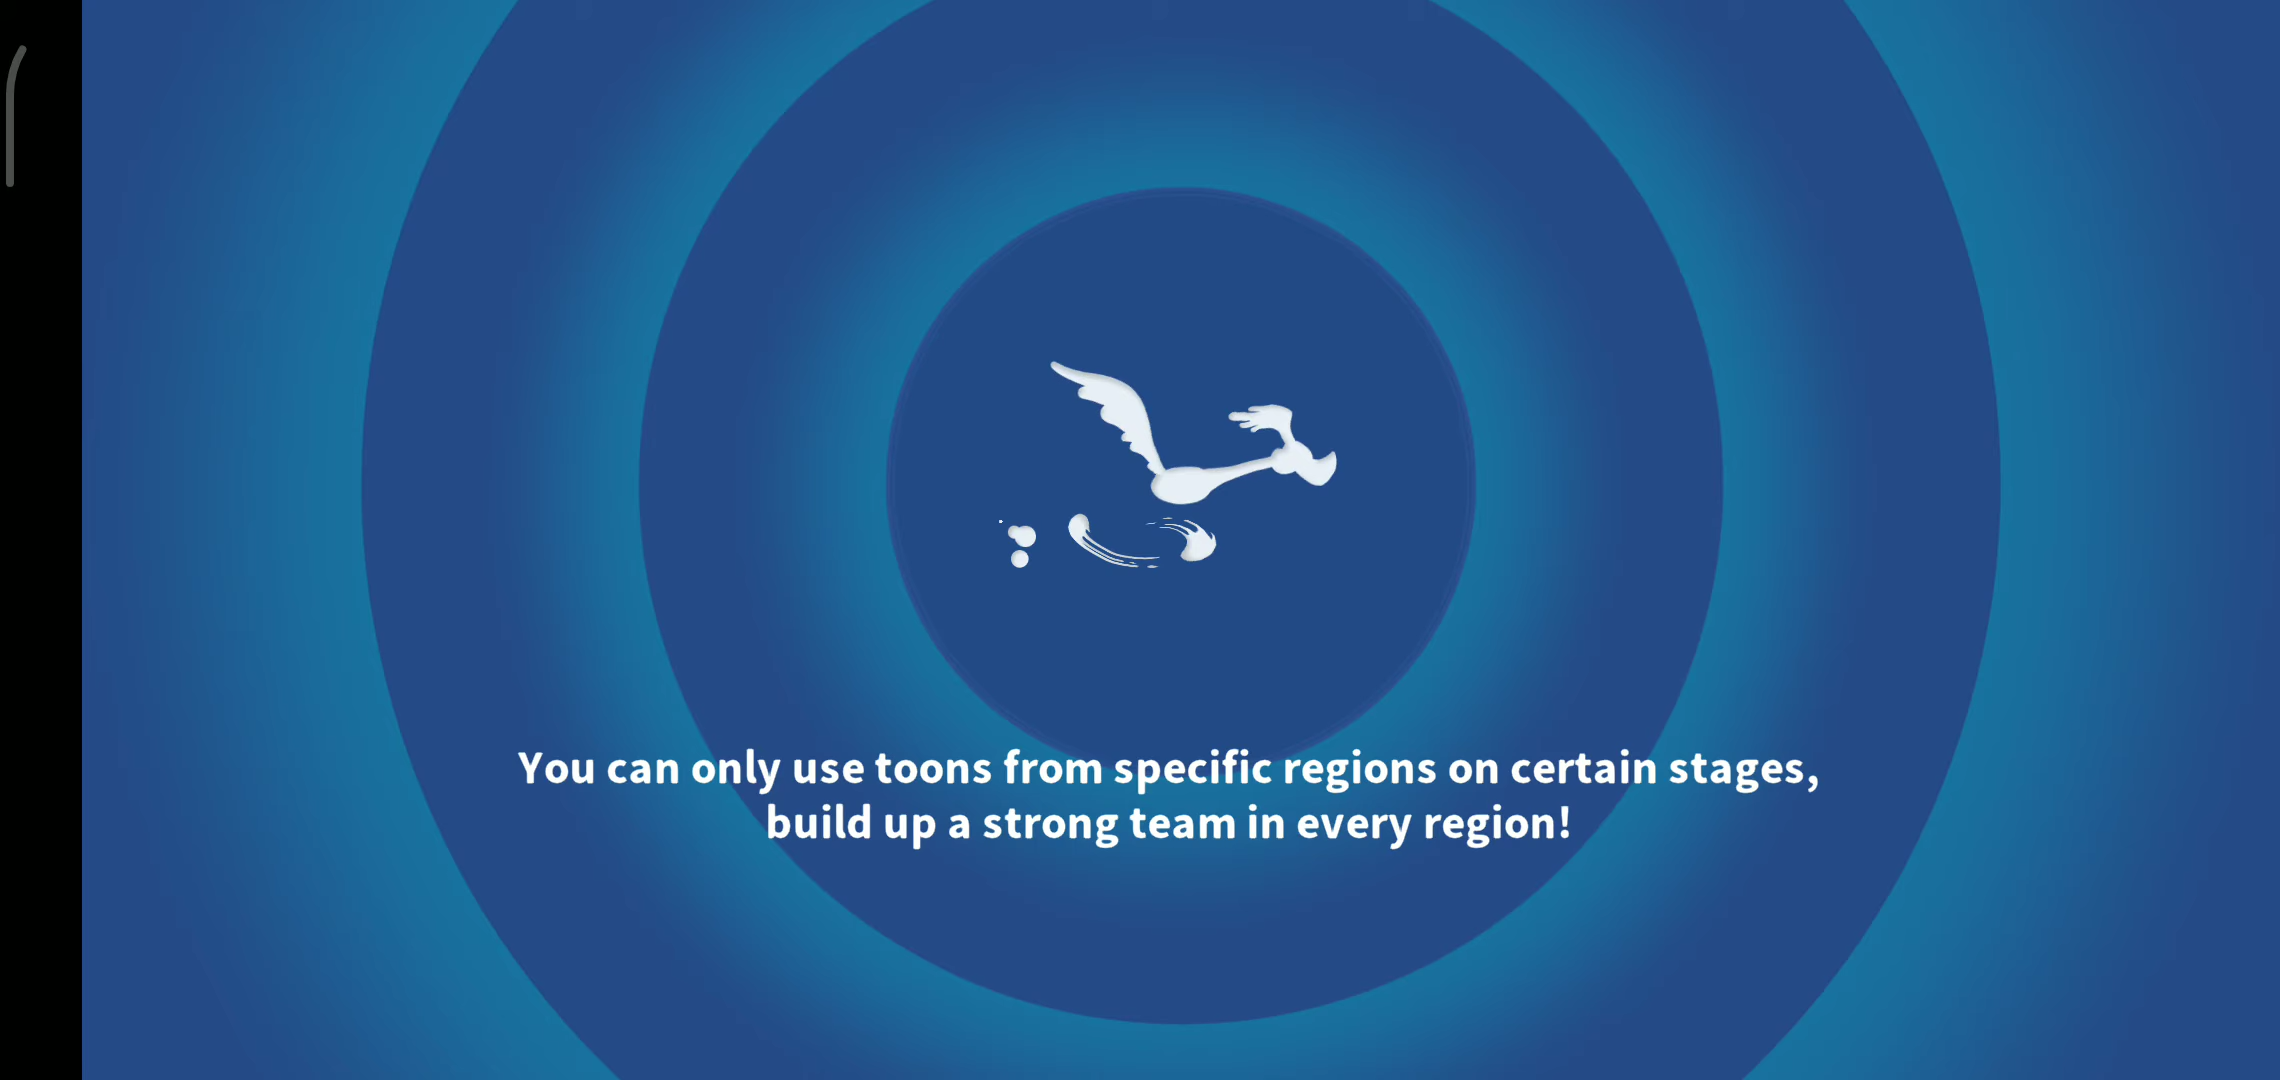 You can only use toons from specific regions on certain stages,
build up a strong team in every region!